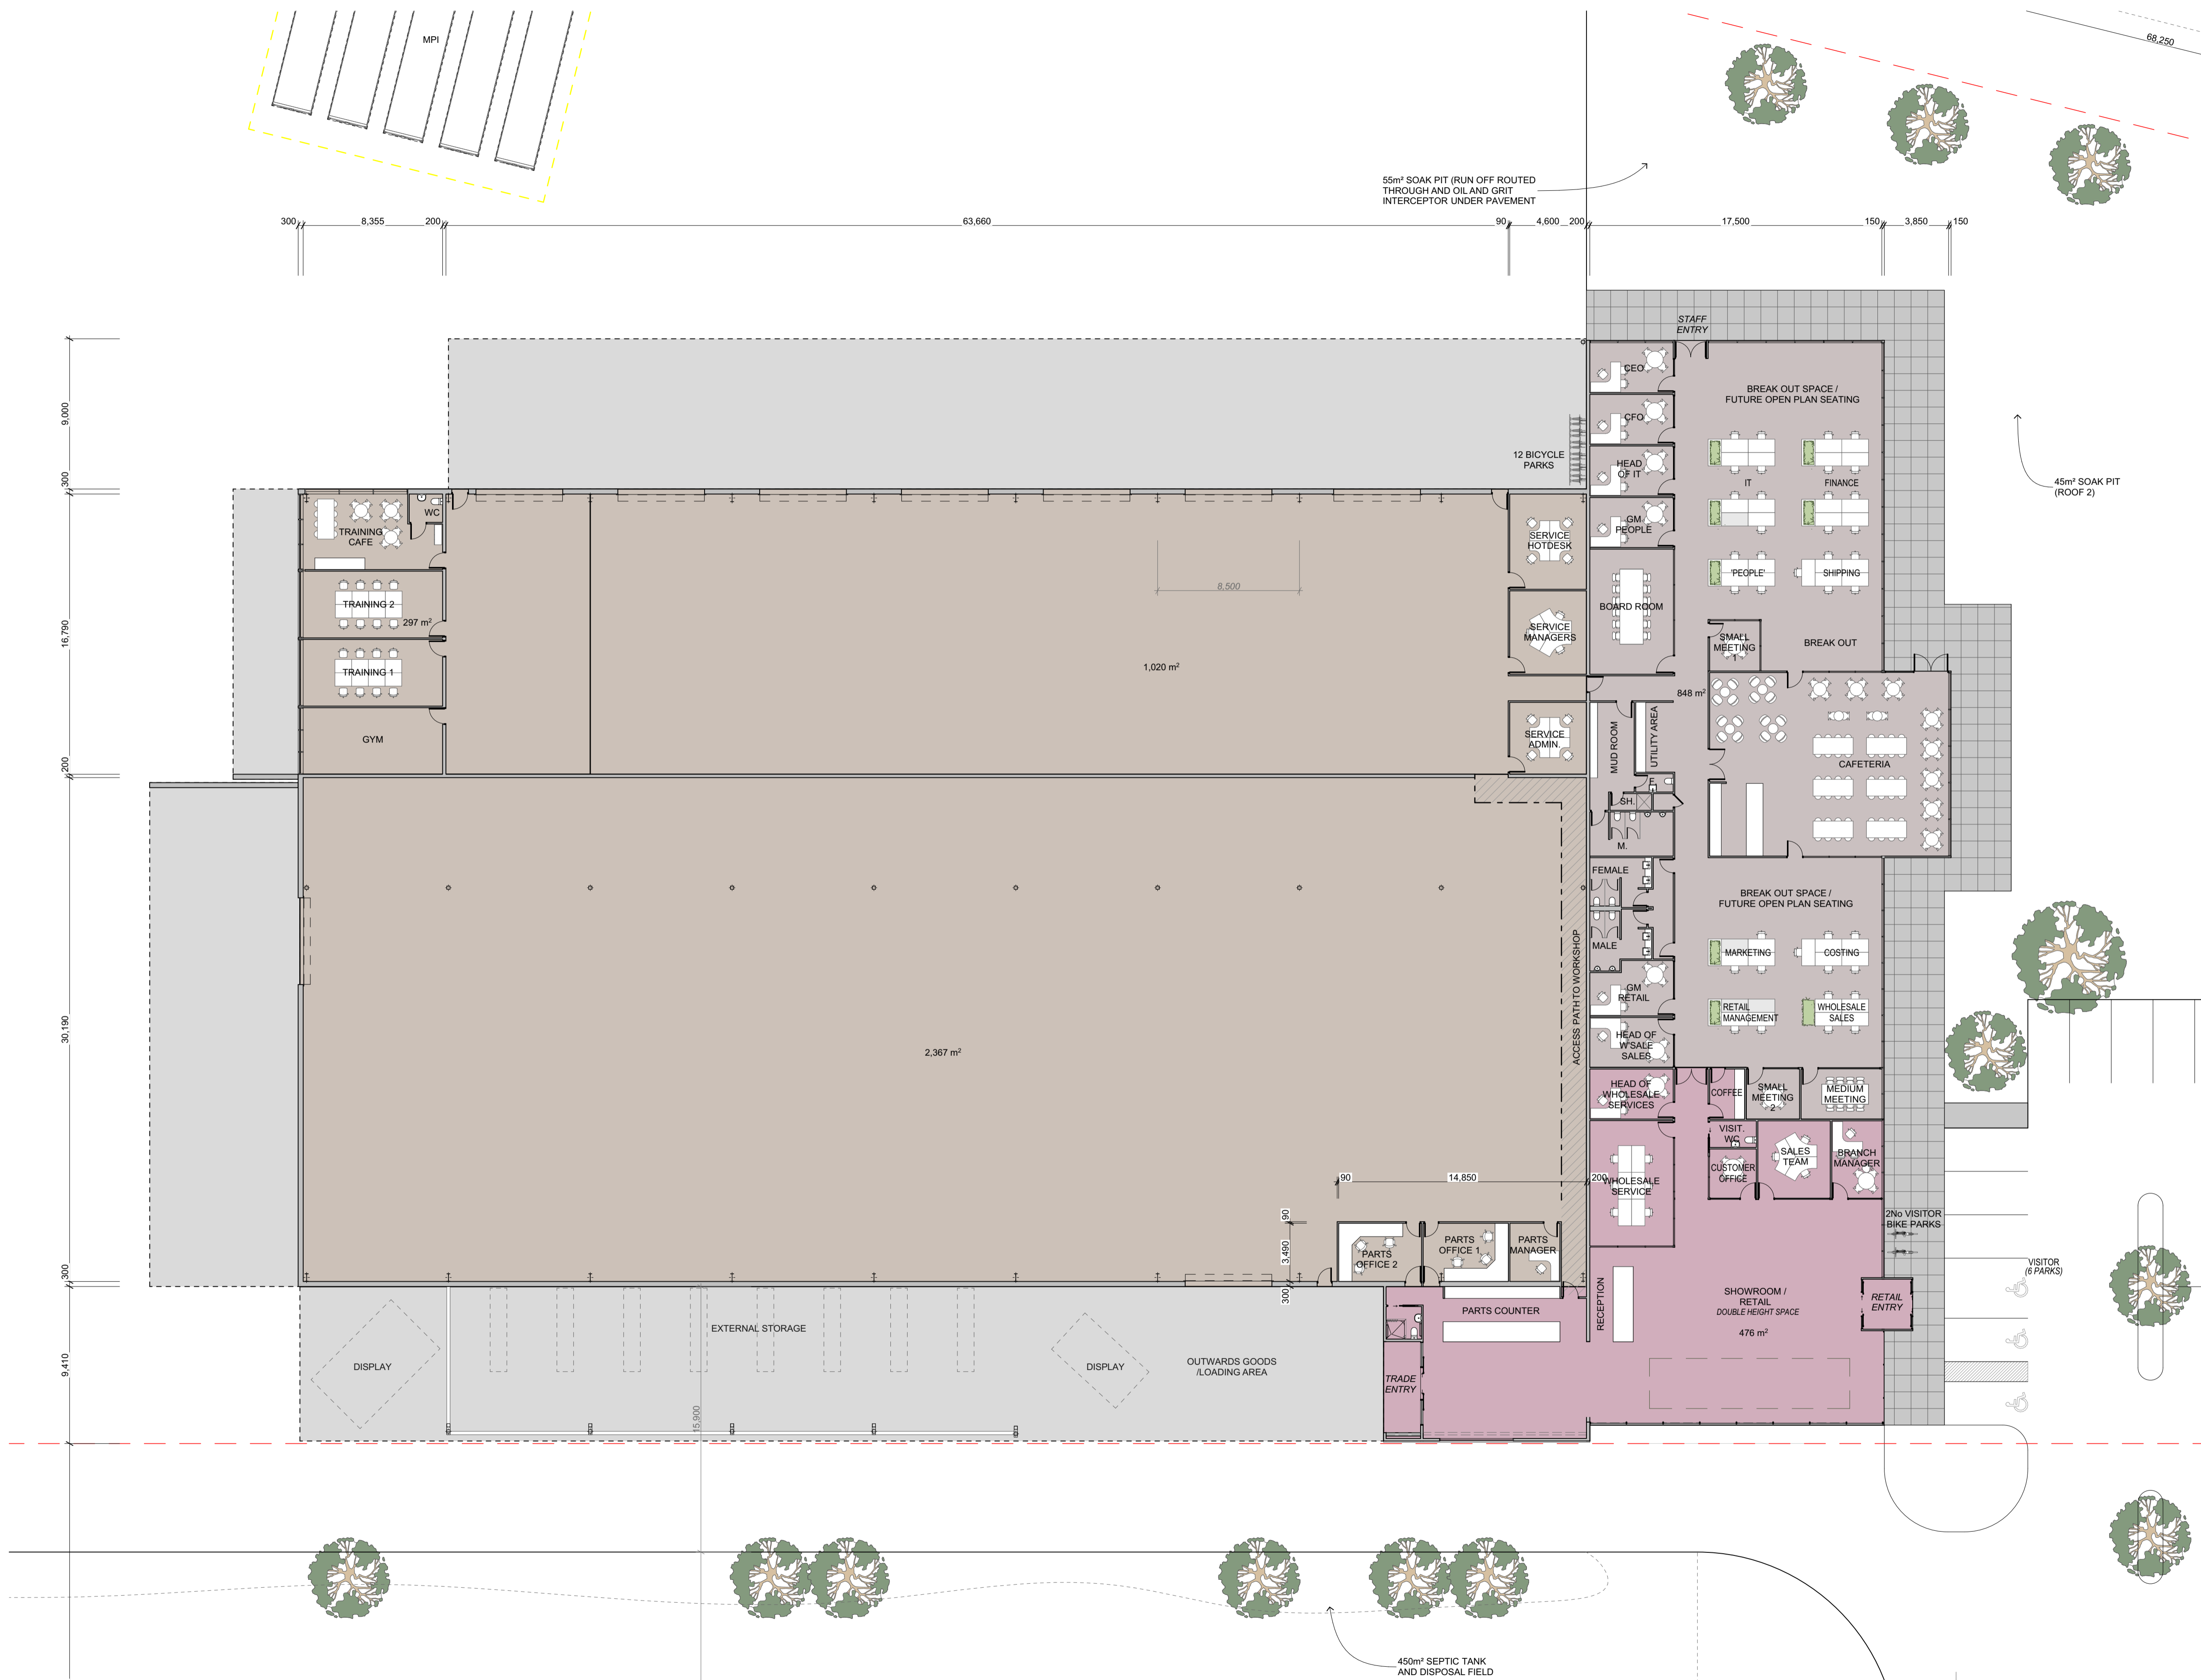 MPI
68,250
55m² SOAK PIT (RUN OFF ROUTED
THROUGH AND OIL AND GRIT
INTERCEPTOR UNDER PAVEMENT
300
8,355
200
63,660
90
4,600
200
17,500
150
3,850
150
STAFF
ENTRY
9,000
300
16,790
200
30,190
300
9,410
CEO
CFO
HEAD
OF IT
GM
PEOPLE
BOARD ROOM
BREAK OUT SPACE /
FUTURE OPEN PLAN SEATING
IT
FINANCE
'PEOPLE'
SHIPPING
SMALL
MEETING
1
BREAK OUT
12 BICYCLE
PARKS
45m² SOAK PIT
(ROOF 2)
WC
TRAINING
CAFE
TRAINING 2
297 m²
TRAINING 1
GYM
8,500
1,020 m²
SERVICE
HOTDESK
SERVICE
MANAGERS
SERVICE
ADMIN.
848 m²
MUD ROOM
UTILITY AREA
F.
SH.
M.
CAFETERIA
FEMALE
MALE
GM
RETAIL
HEAD OF
W'SALE
SALES
BREAK OUT SPACE /
FUTURE OPEN PLAN SEATING
MARKETING
COSTING
RETAIL
MANAGEMENT
WHOLESALE
SALES
ACCESS PATH TO WORKSHOP
2,367 m²
HEAD OF
WHOLESALE
SERVICES
COFFEE
SMALL
MEETING
2
MEDIUM
MEETING
VISIT.
WC
CUSTOMER
OFFICE
SALES
TEAM
BRANCH
MANAGER
WHOLESALE
SERVICE
90
14,850
200
90
3,490
300
PARTS
OFFICE 2
PARTS
OFFICE 1
PARTS
MANAGER
2No VISITOR
BIKE PARKS
VISITOR
(6 PARKS)
RECEPTION
SHOWROOM /
RETAIL
DOUBLE HEIGHT SPACE
476 m²
RETAIL
ENTRY
PARTS COUNTER
TRADE
ENTRY
EXTERNAL STORAGE
DISPLAY
DISPLAY
OUTWARDS GOODS
/LOADING AREA
15,900
450m² SEPTIC TANK
AND DISPOSAL FIELD